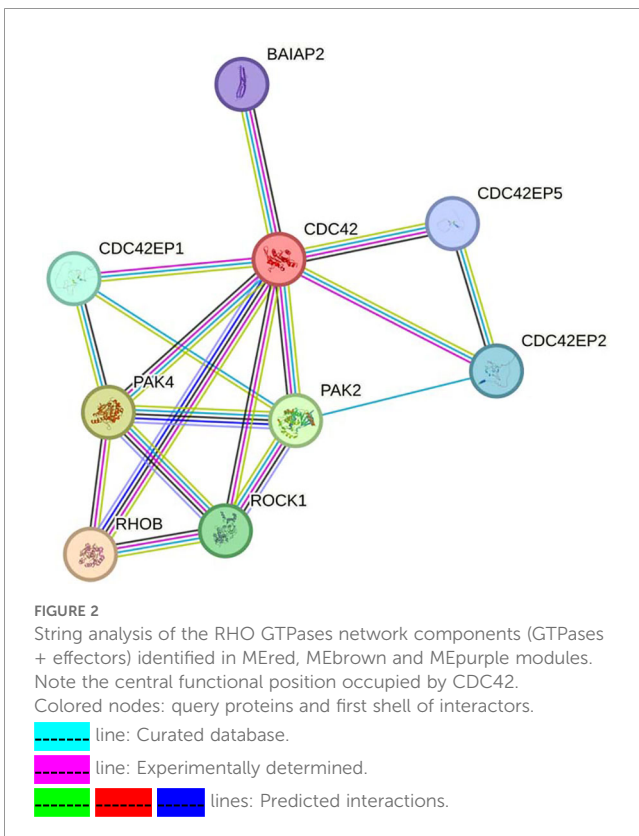 BAIAP2
CDC42EP5
CDC42
CDC42EP1
CDC42EP2
PAK4
PAK2
ROCK1
RHOB
FIGURE 2
String analysis of the RHO GTPases network components (GTPases
+ effectors) identified in MEred, MEbrown and MEpurple modules.
Note the central functional position occupied by CDC42.
Colored nodes: query proteins and first shell of interactors.
------- line: Curated database.
------- line: Experimentally determined.
------- ------- ------- lines: Predicted interactions.